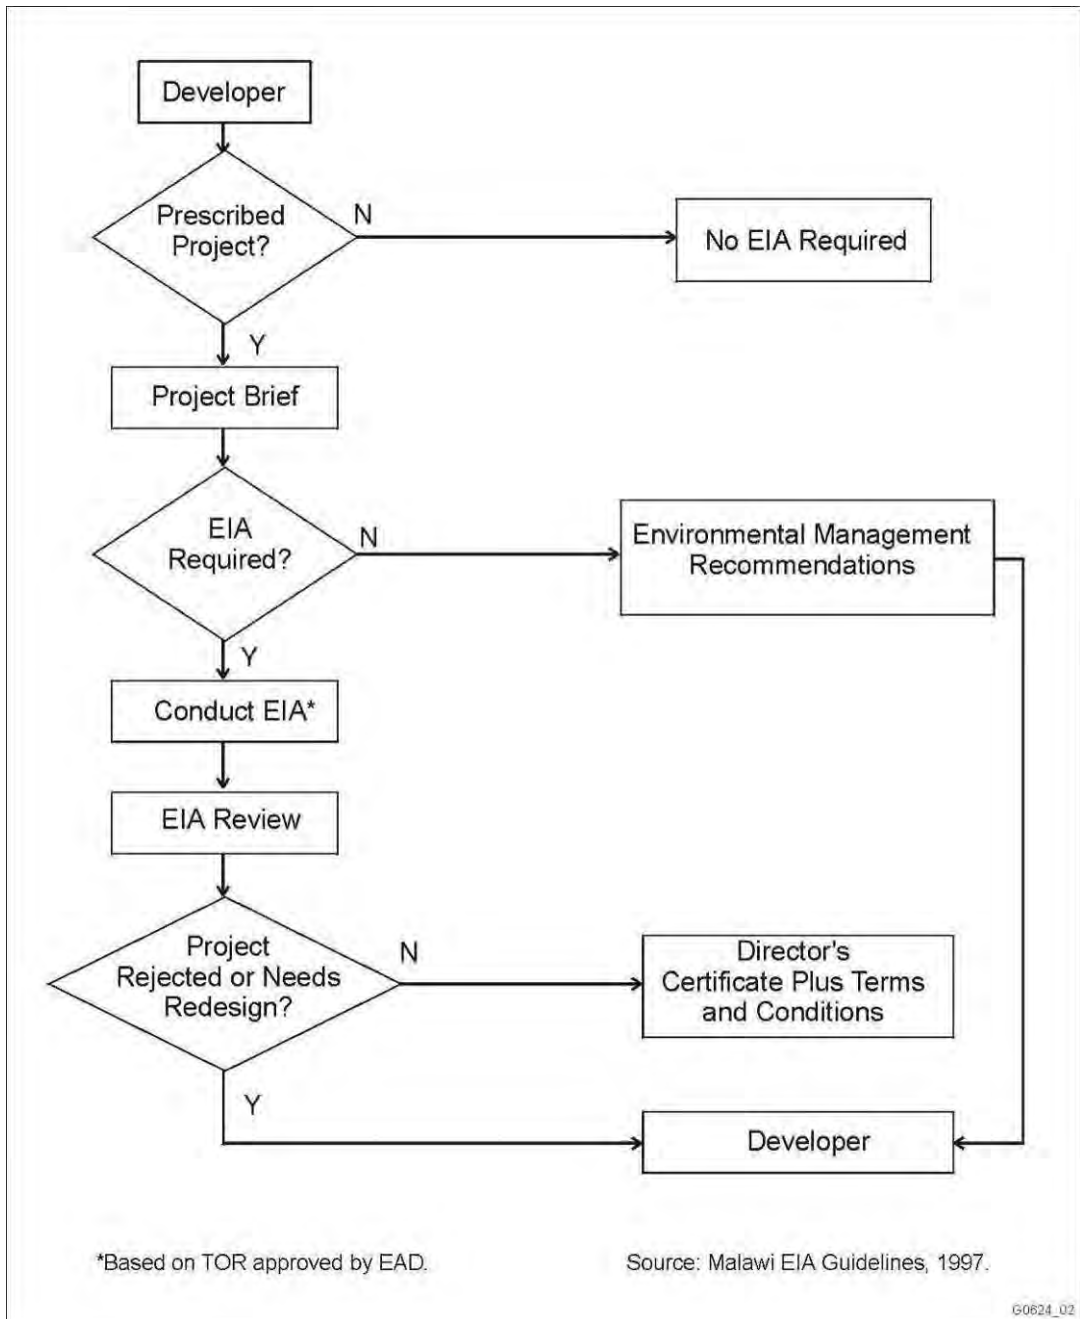 Developer
Prescribed
Project?
N
No EIA Required
Y
Project Brief
EIA
Required?
N
Environmental Management
Recommendations
Y
Conduct EIA*
EIA Review
Project
Rejected or Needs
Redesign?
N
Director's
Certificate Plus Terms
and Conditions
Y
Developer
*Based on TOR approved by EAD.
Source: Malawi EIA Guidelines, 1997.
G0624_02